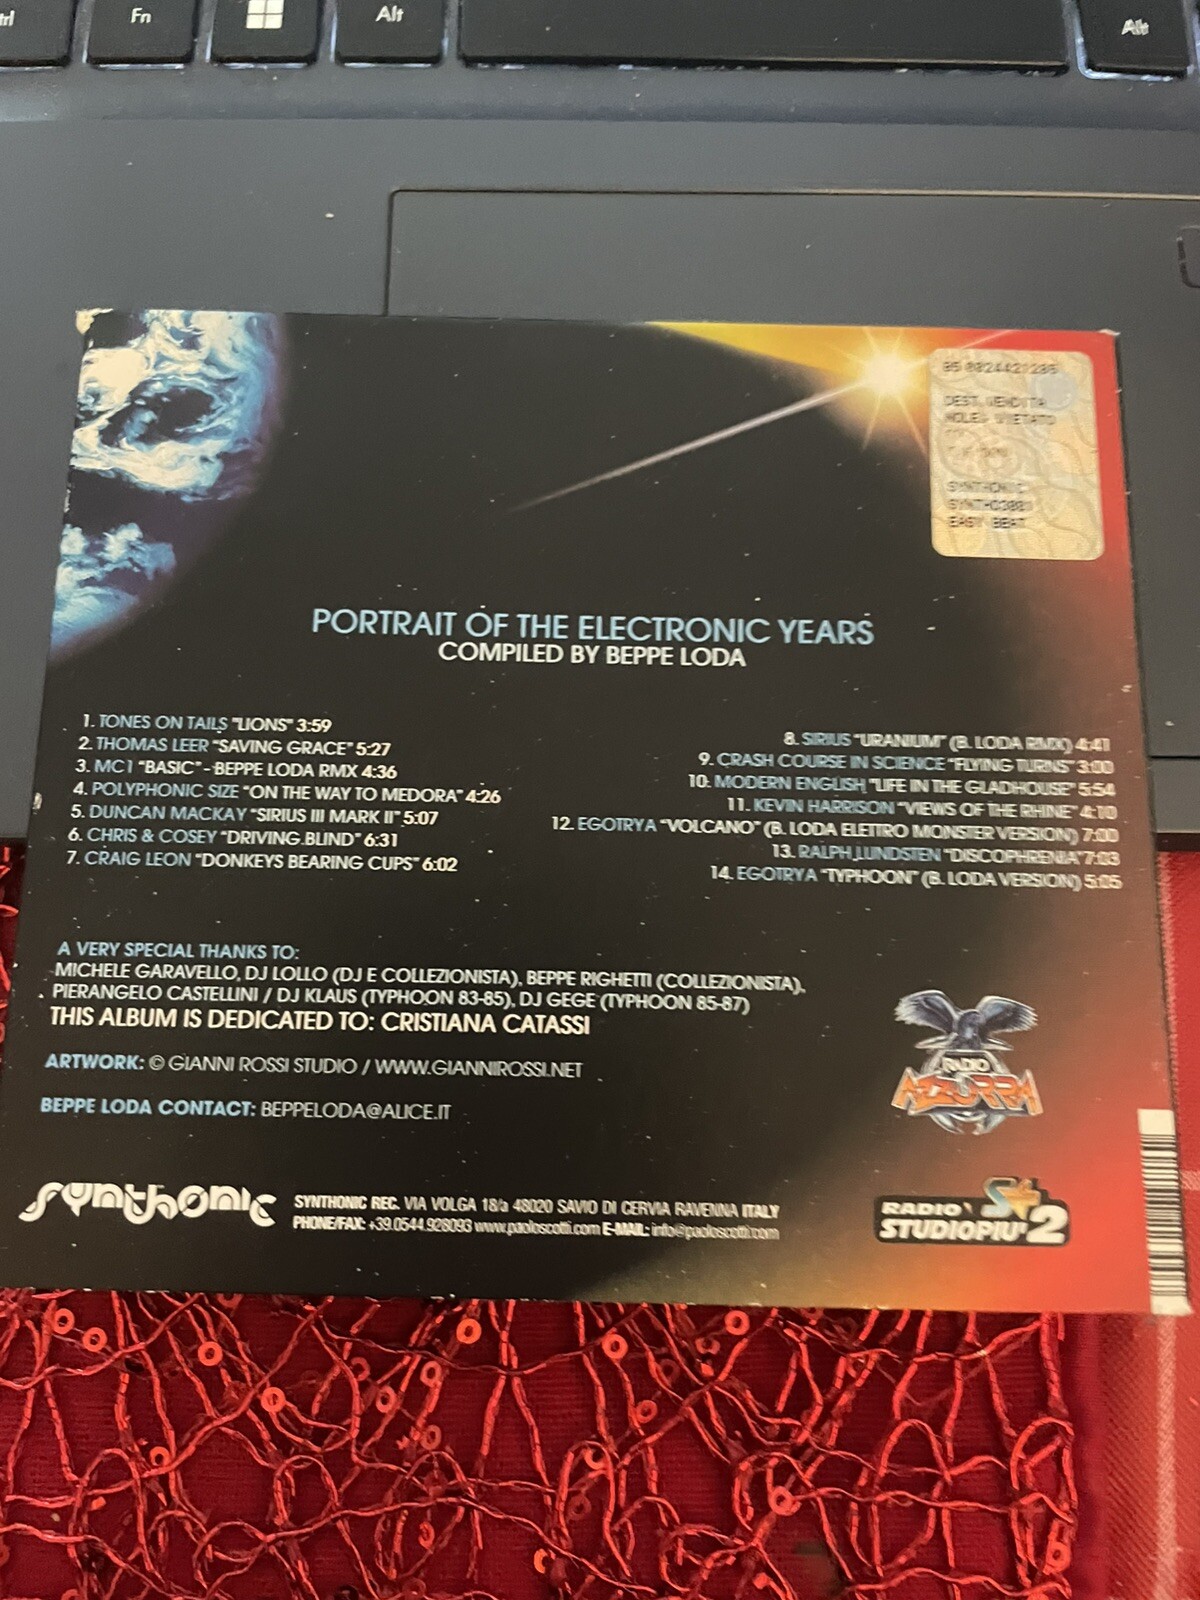 Fn
Alt
Alt
DEST. VENDITA
NOLEG VIETATO
SYNTHONIC
EASY BEAT
PORTRAIT OF THE ELECTRONIC YEARS
COMPILED BY BEPPE LODA
1. TONES ON TAILS "LIONS" 3:59
2. THOMAS LEER "SAVING GRACE" 5:27
3. MC1 "BASIC" - BEPPE LODA RMX 4:36
4. POLYPHONIC SIZE "ON THE WAY TO MEDORA" 4:26
5. DUNCAN MACKAY "SIRIUS III MARK II" 5:07
6. CHRIS & COSEY "DRIVING BLIND" 6:31
7. CRAIG LEON "DONKEYS BEARING CUPS" 6:02
8. SIRIUS "URANIUM" (B. LODA RMX) 4:41
9. CRASH COURSE IN SCIENCE "FLYING TURNS" 3:00
10. MODERN ENGLISH "LIFE IN THE GLADHOUSE" 5:54
11. KEVIN HARRISON "VIEWS OF THE RHINE" 4:10
12. EGOTRYA "VOLCANO" (B. LODA ELETTRO MONSTER VERSION) 7:00
13. RALPH LUNDSTEN "DISCOPHRENIA" 7:03
14. EGOTRYA "TYPHOON" (B. LODA VERSION) 5:05
A VERY SPECIAL THANKS TO:
MICHELE GARAVELLO, DJ LOLLO (DJ E COLLEZIONISTA), BEPPE RIGHETTI (COLLEZIONISTA),
PIERANGELO CASTELLINI / DJ KLAUS (TYPHOON 83-85), DJ GEGE (TYPHOON 85-87)
THIS ALBUM IS DEDICATED TO: CRISTIANA CATASSI
ARTWORK: © GIANNI ROSSI STUDIO / WWW.GIANNIROSSI.NET
BEPPE LODA CONTACT: BEPPELODA@ALICE.IT
RADIO
AZZURRA
synthonic
SYNTHONIC REC. VIA VOLGA 18/a 48020 SAVIO DI CERVIA RAVENNA ITALY
PHONE/FAX: +39.0544.928093 www.paoloscotti.com E-MAIL: info@paoloscotti.com
RADIO
STUDIOPIU' 2